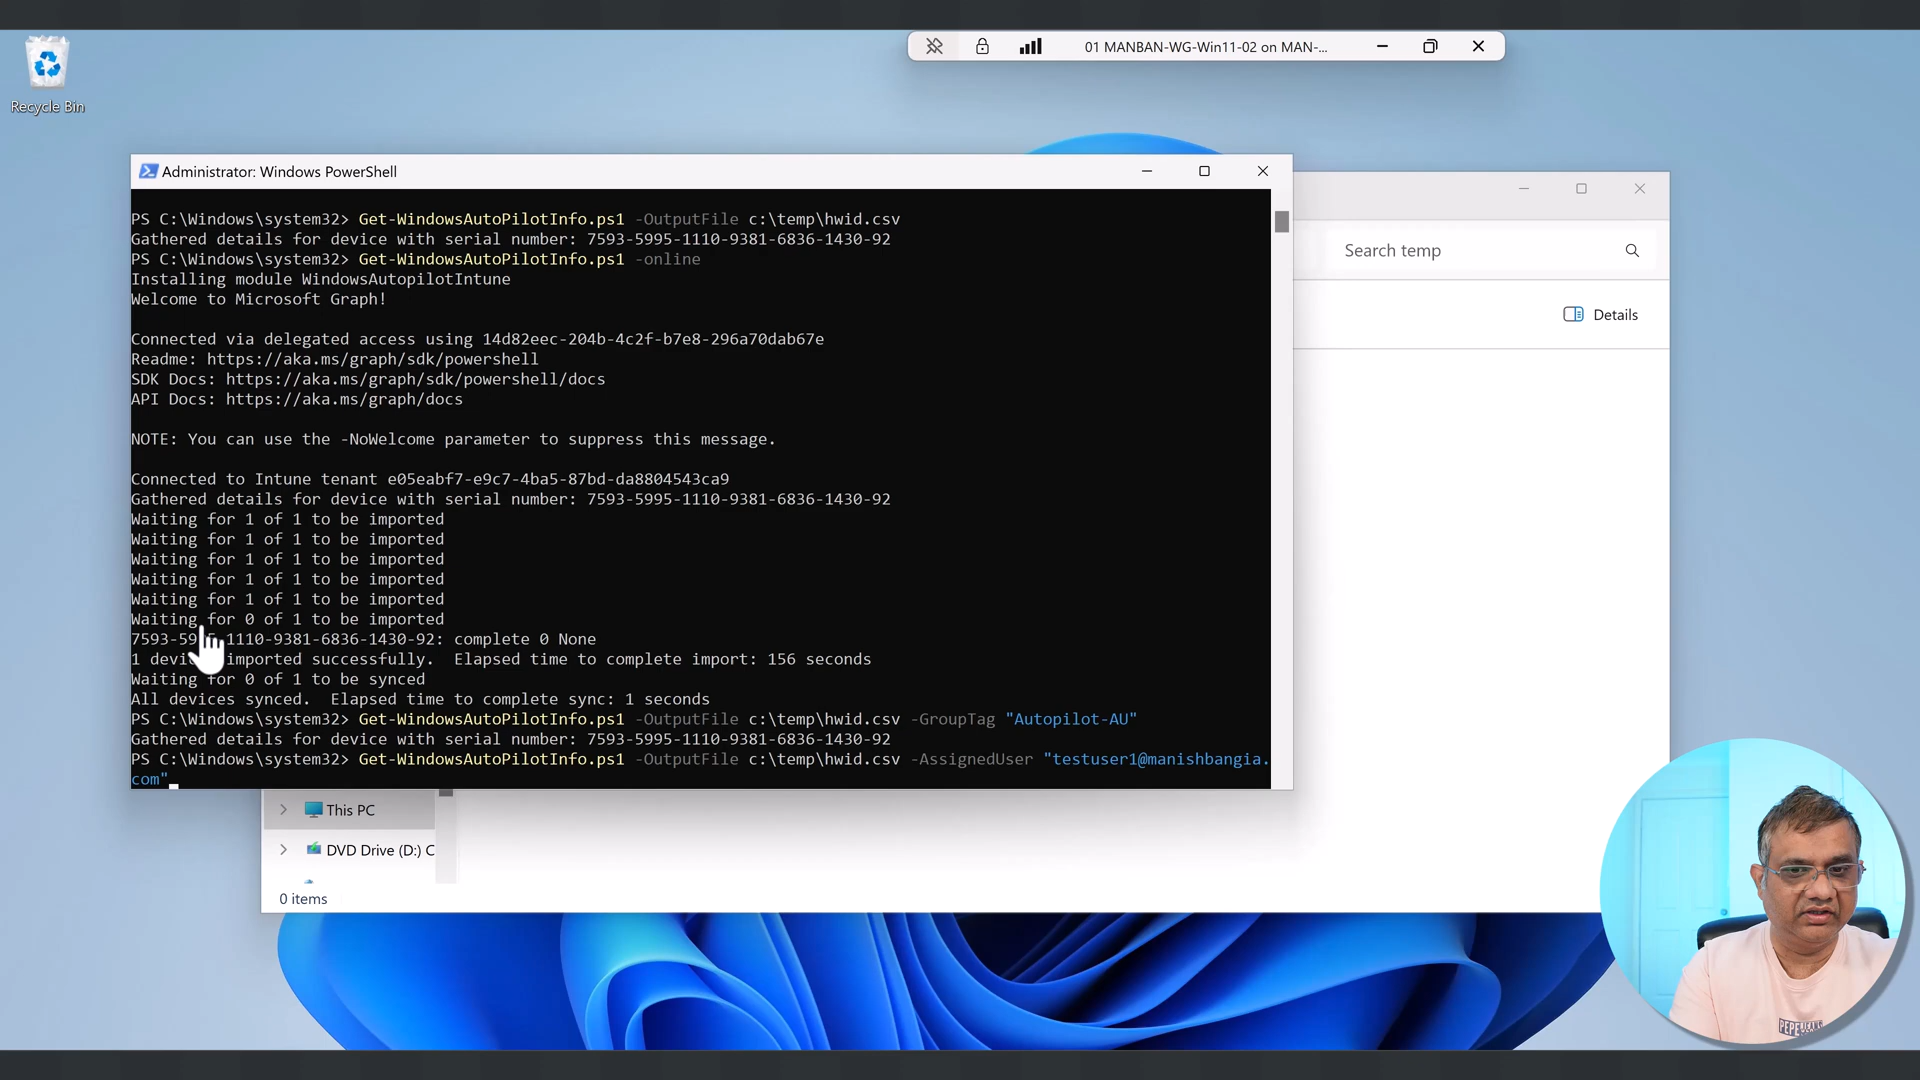 Recycle Bin
01 MANBAN-WG-Win11-02 on MAN-...
Administrator: Windows PowerShell
PS C:\Windows\system32> Get-WindowsAutoPilotInfo.ps1 -OutputFile c:\temp\hwid.csv
Gathered details for device with serial number: 7593-5995-1110-9381-6836-1430-92
PS C:\Windows\system32> Get-WindowsAutoPilotInfo.ps1 -online
Installing module WindowsAutopilotIntune
Welcome to Microsoft Graph!
Connected via delegated access using 14d82eec-204b-4c2f-b7e8-296a70dab67e
Readme: https://aka.ms/graph/sdk/powershell
SDK Docs: https://aka.ms/graph/sdk/powershell/docs
API Docs: https://aka.ms/graph/docs
NOTE: You can use the -NoWelcome parameter to suppress this message.
Connected to Intune tenant e05eabf7-e9c7-4ba5-87bd-da8804543ca9
Gathered details for device with serial number: 7593-5995-1110-9381-6836-1430-92
Waiting for 1 of 1 to be imported
Waiting for 1 of 1 to be imported
Waiting for 1 of 1 to be imported
Waiting for 1 of 1 to be imported
Waiting for 1 of 1 to be imported
Waiting for 0 of 1 to be imported
7593-5995-1110-9381-6836-1430-92: complete 0 None
1 device imported successfully.  Elapsed time to complete import: 156 seconds
Waiting for 0 of 1 to be synced
All devices synced.  Elapsed time to complete sync: 1 seconds
PS C:\Windows\system32> Get-WindowsAutoPilotInfo.ps1 -OutputFile c:\temp\hwid.csv -GroupTag "Autopilot-AU"
Gathered details for device with serial number: 7593-5995-1110-9381-6836-1430-92
PS C:\Windows\system32> Get-WindowsAutoPilotInfo.ps1 -OutputFile c:\temp\hwid.csv -AssignedUser "testuser1@manishbangia.
com"
Search temp
Details
This PC
DVD Drive (D:) C
0 items